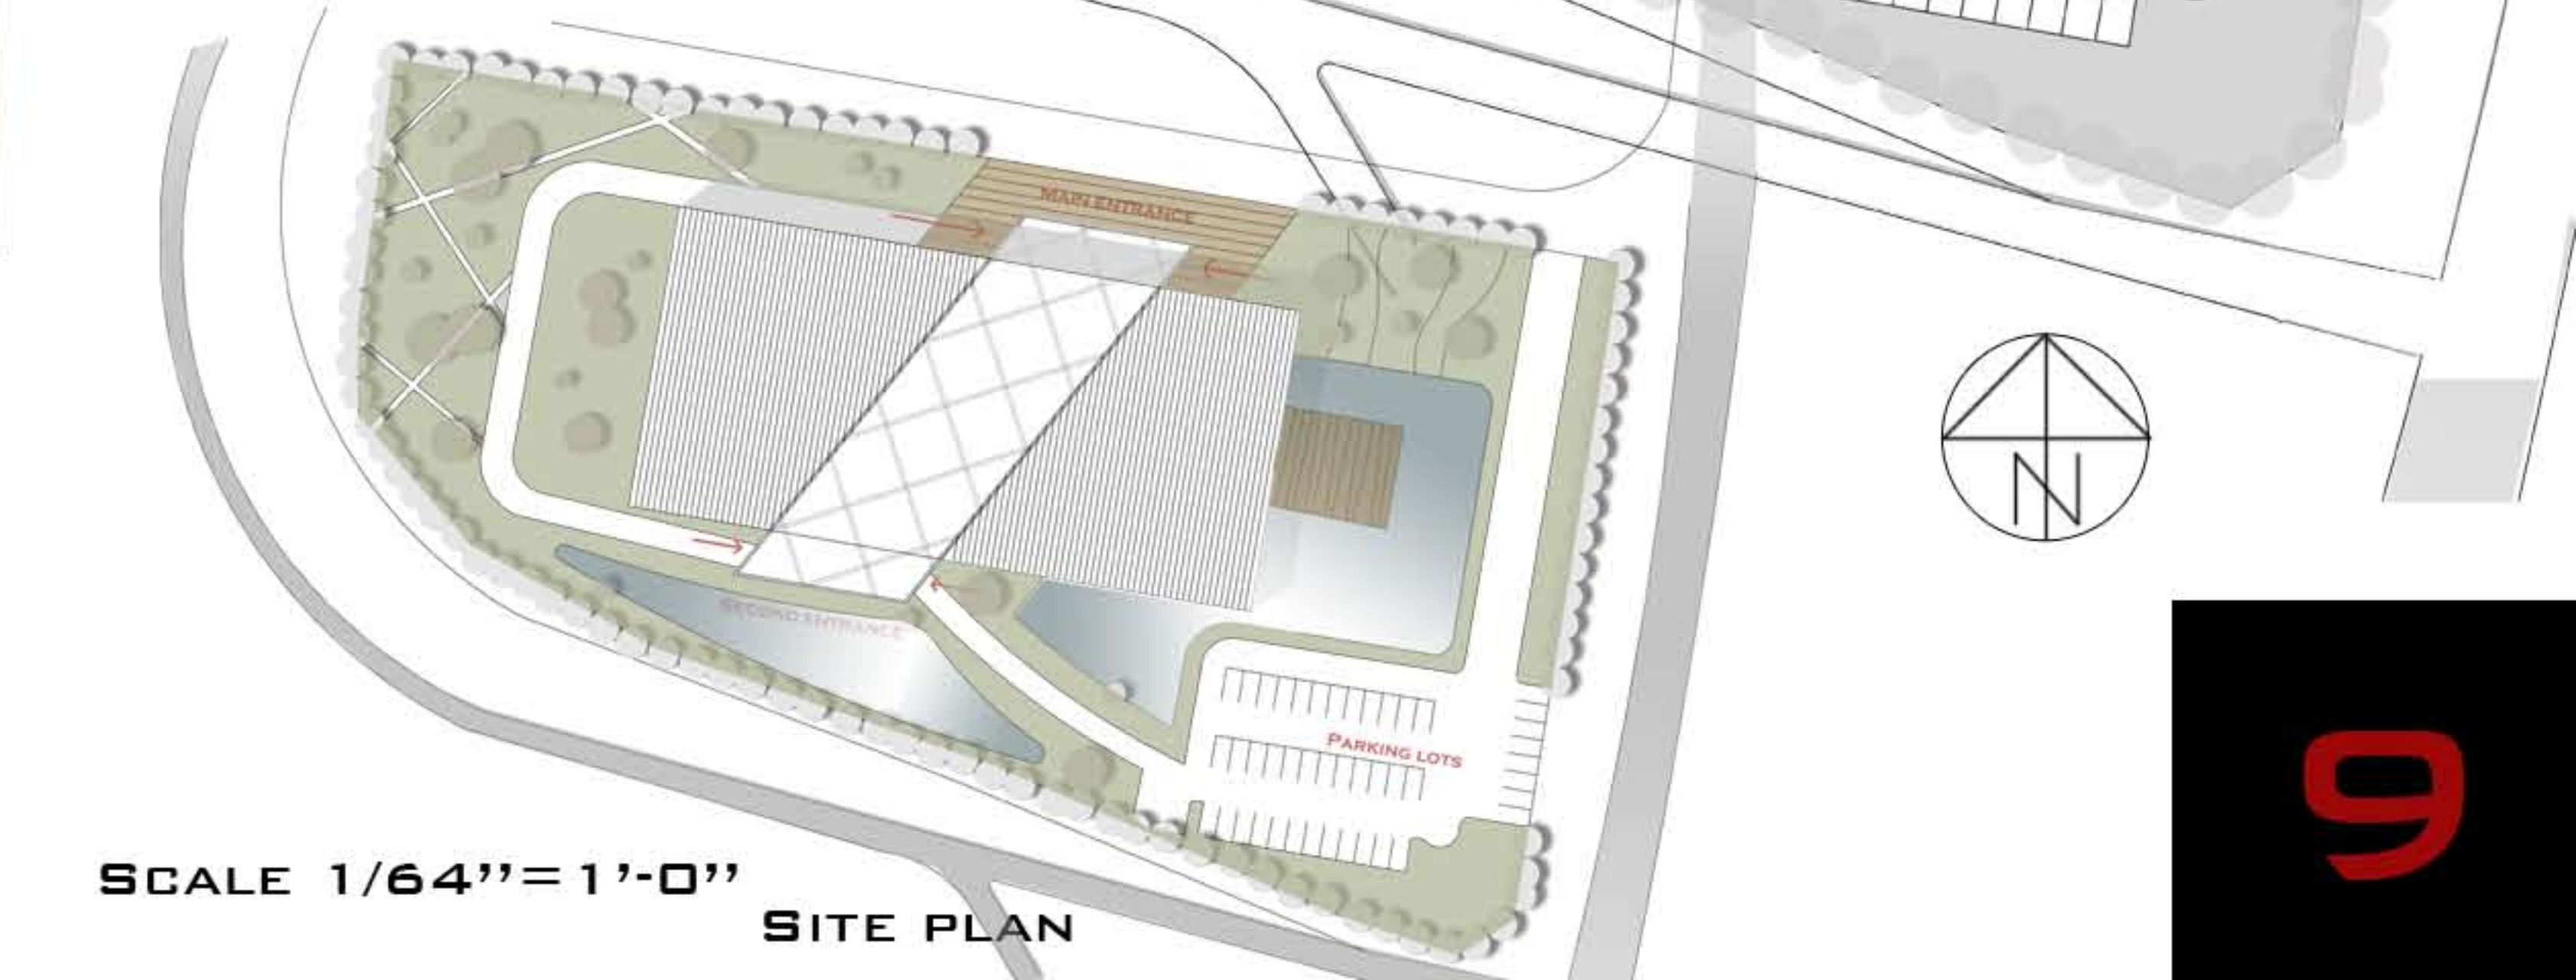 MAIN ENTRANCE
N
SECOND ENTRANCE
PARKING LOTS
9
SCALE 1/64''=1'-0''
SITE PLAN